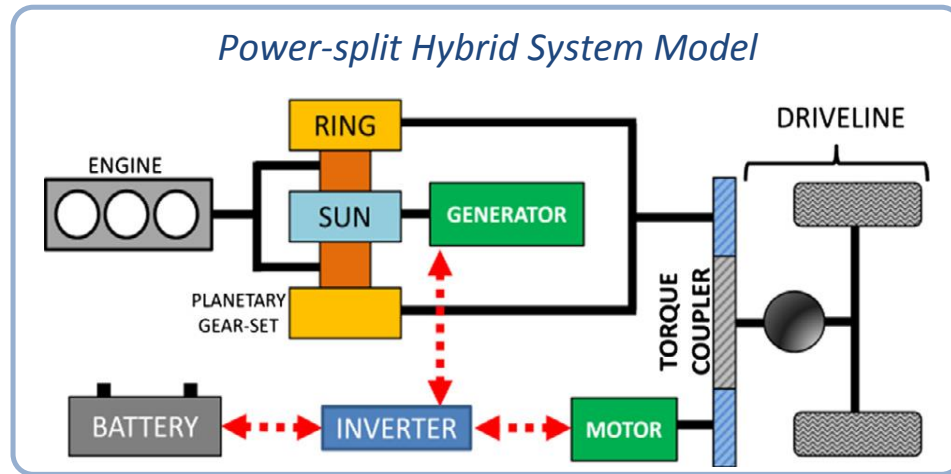 Power-split Hybrid System Model
DRIVELINE
RING
ENGINE
SUN
GENERATOR
PLANETARY
GEAR-SET
TORQUE
COUPLER
BATTERY
INVERTER
MOTOR